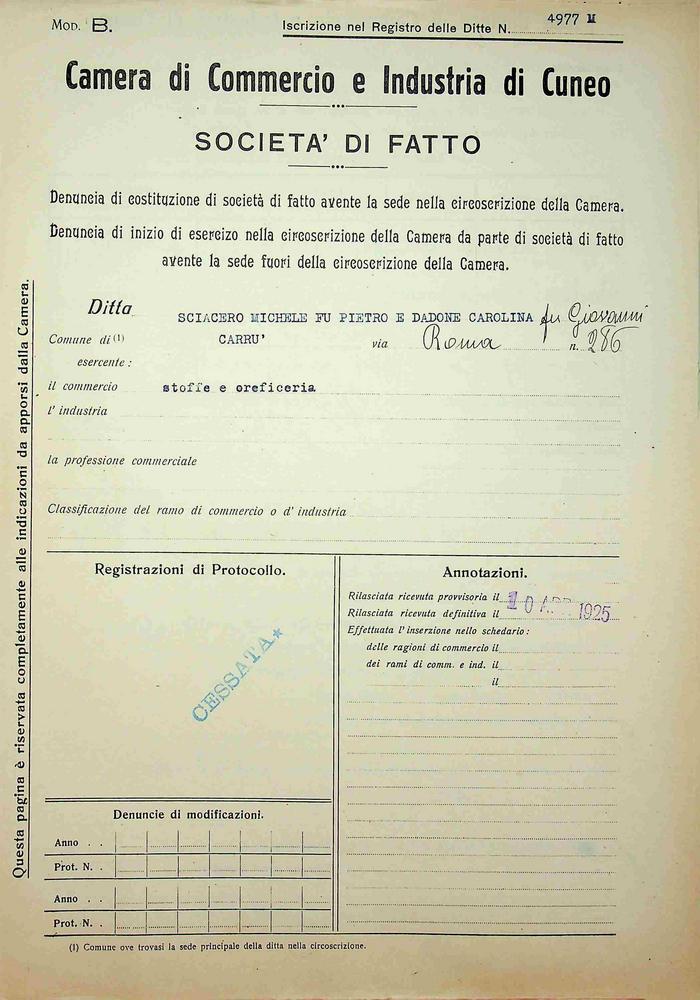 Mod. B.
Iscrizione nel Registro delle Ditte N. 4977 M
Camera di Commercio e Industria di Cuneo
SOCIETA' DI FATTO
Denuncia di costituzione di società di fatto avente la sede nella circoscrizione della Camera.
Denuncia di inizio di esercizo nella circoscrizione della Camera da parte di società di fatto
avente la sede fuori della circoscrizione della Camera.
Ditta SCIACERO MICHELE FU PIETRO E DADONE CAROLINA fu Giovanni
Comune di (1) CARRU' via Roma n. 286
esercente :
il commercio stoffe e oreficeria
l' industria
la professione commerciale
Classificazione del ramo di commercio o d' industria
Questa pagina è riservata completamente alle indicazioni da apporsi dalla Camera.
Registrazioni di Protocollo.
CESSATA*
Denuncie di modificazioni.
Anno . .
Prot. N. .
Anno . .
Prot. N. .
Annotazioni.
Rilasciata ricevuta provvisoria il
Rilasciata ricevuta definitiva il
10 APR 1925
Effettuata l' inserzione nello schedario :
delle ragioni di commercio il
dei rami di comm. e ind. il
il
(1) Comune ove trovasi la sede principale della ditta nella circoscrizione.